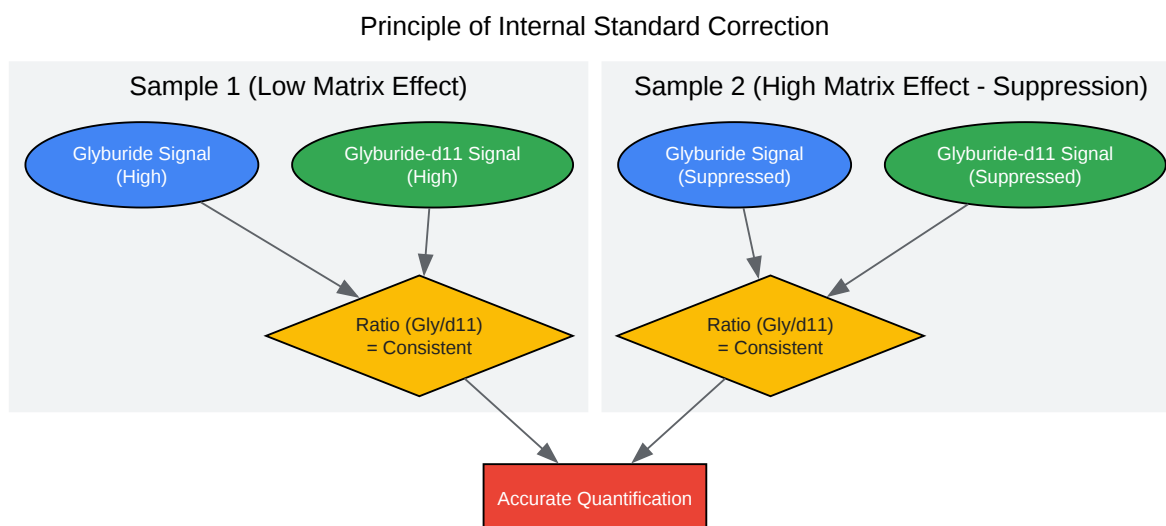 Principle of Internal Standard Correction
Sample 1 (Low Matrix Effect)
Glyburide Signal
(High)
Glyburide-d11 Signal
(High)
Ratio (Gly/d11)
= Consistent
Sample 2 (High Matrix Effect - Suppression)
Glyburide Signal
(Suppressed)
Glyburide-d11 Signal
(Suppressed)
Ratio (Gly/d11)
= Consistent
Accurate Quantification